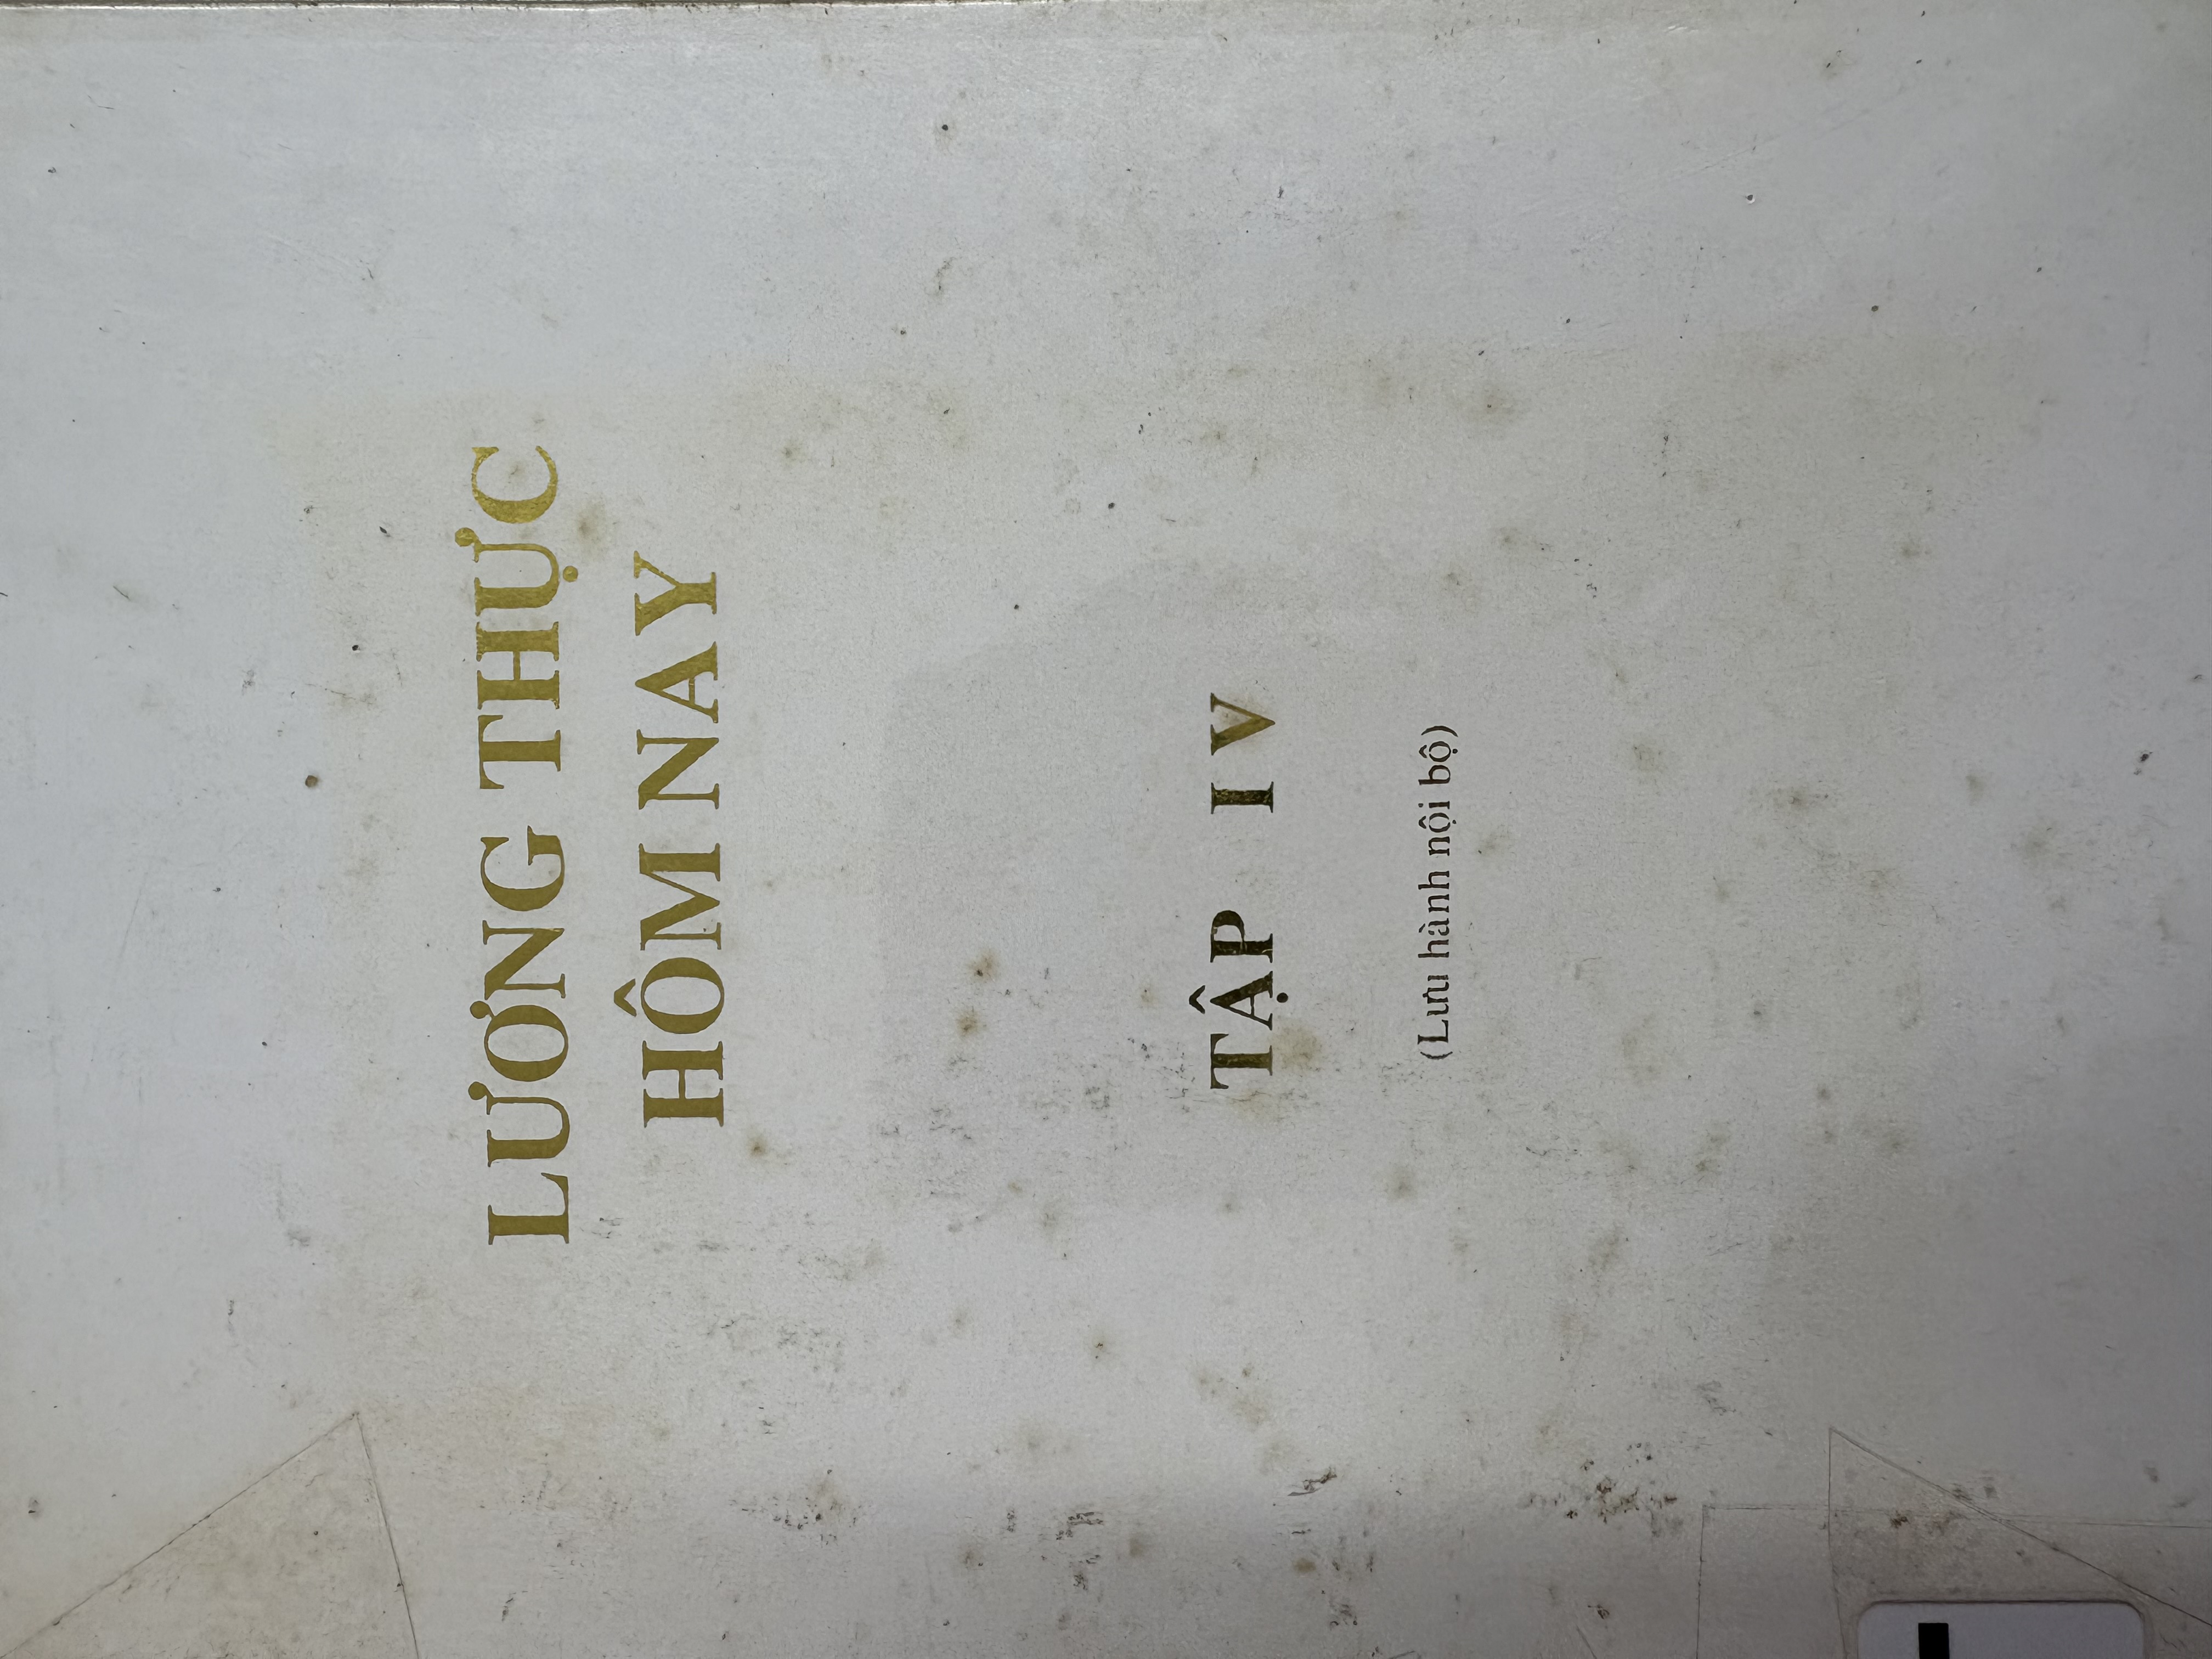 LƯƠNG THỰC
HÔM NAY
TẬP IV
(Lưu hành nội bộ)